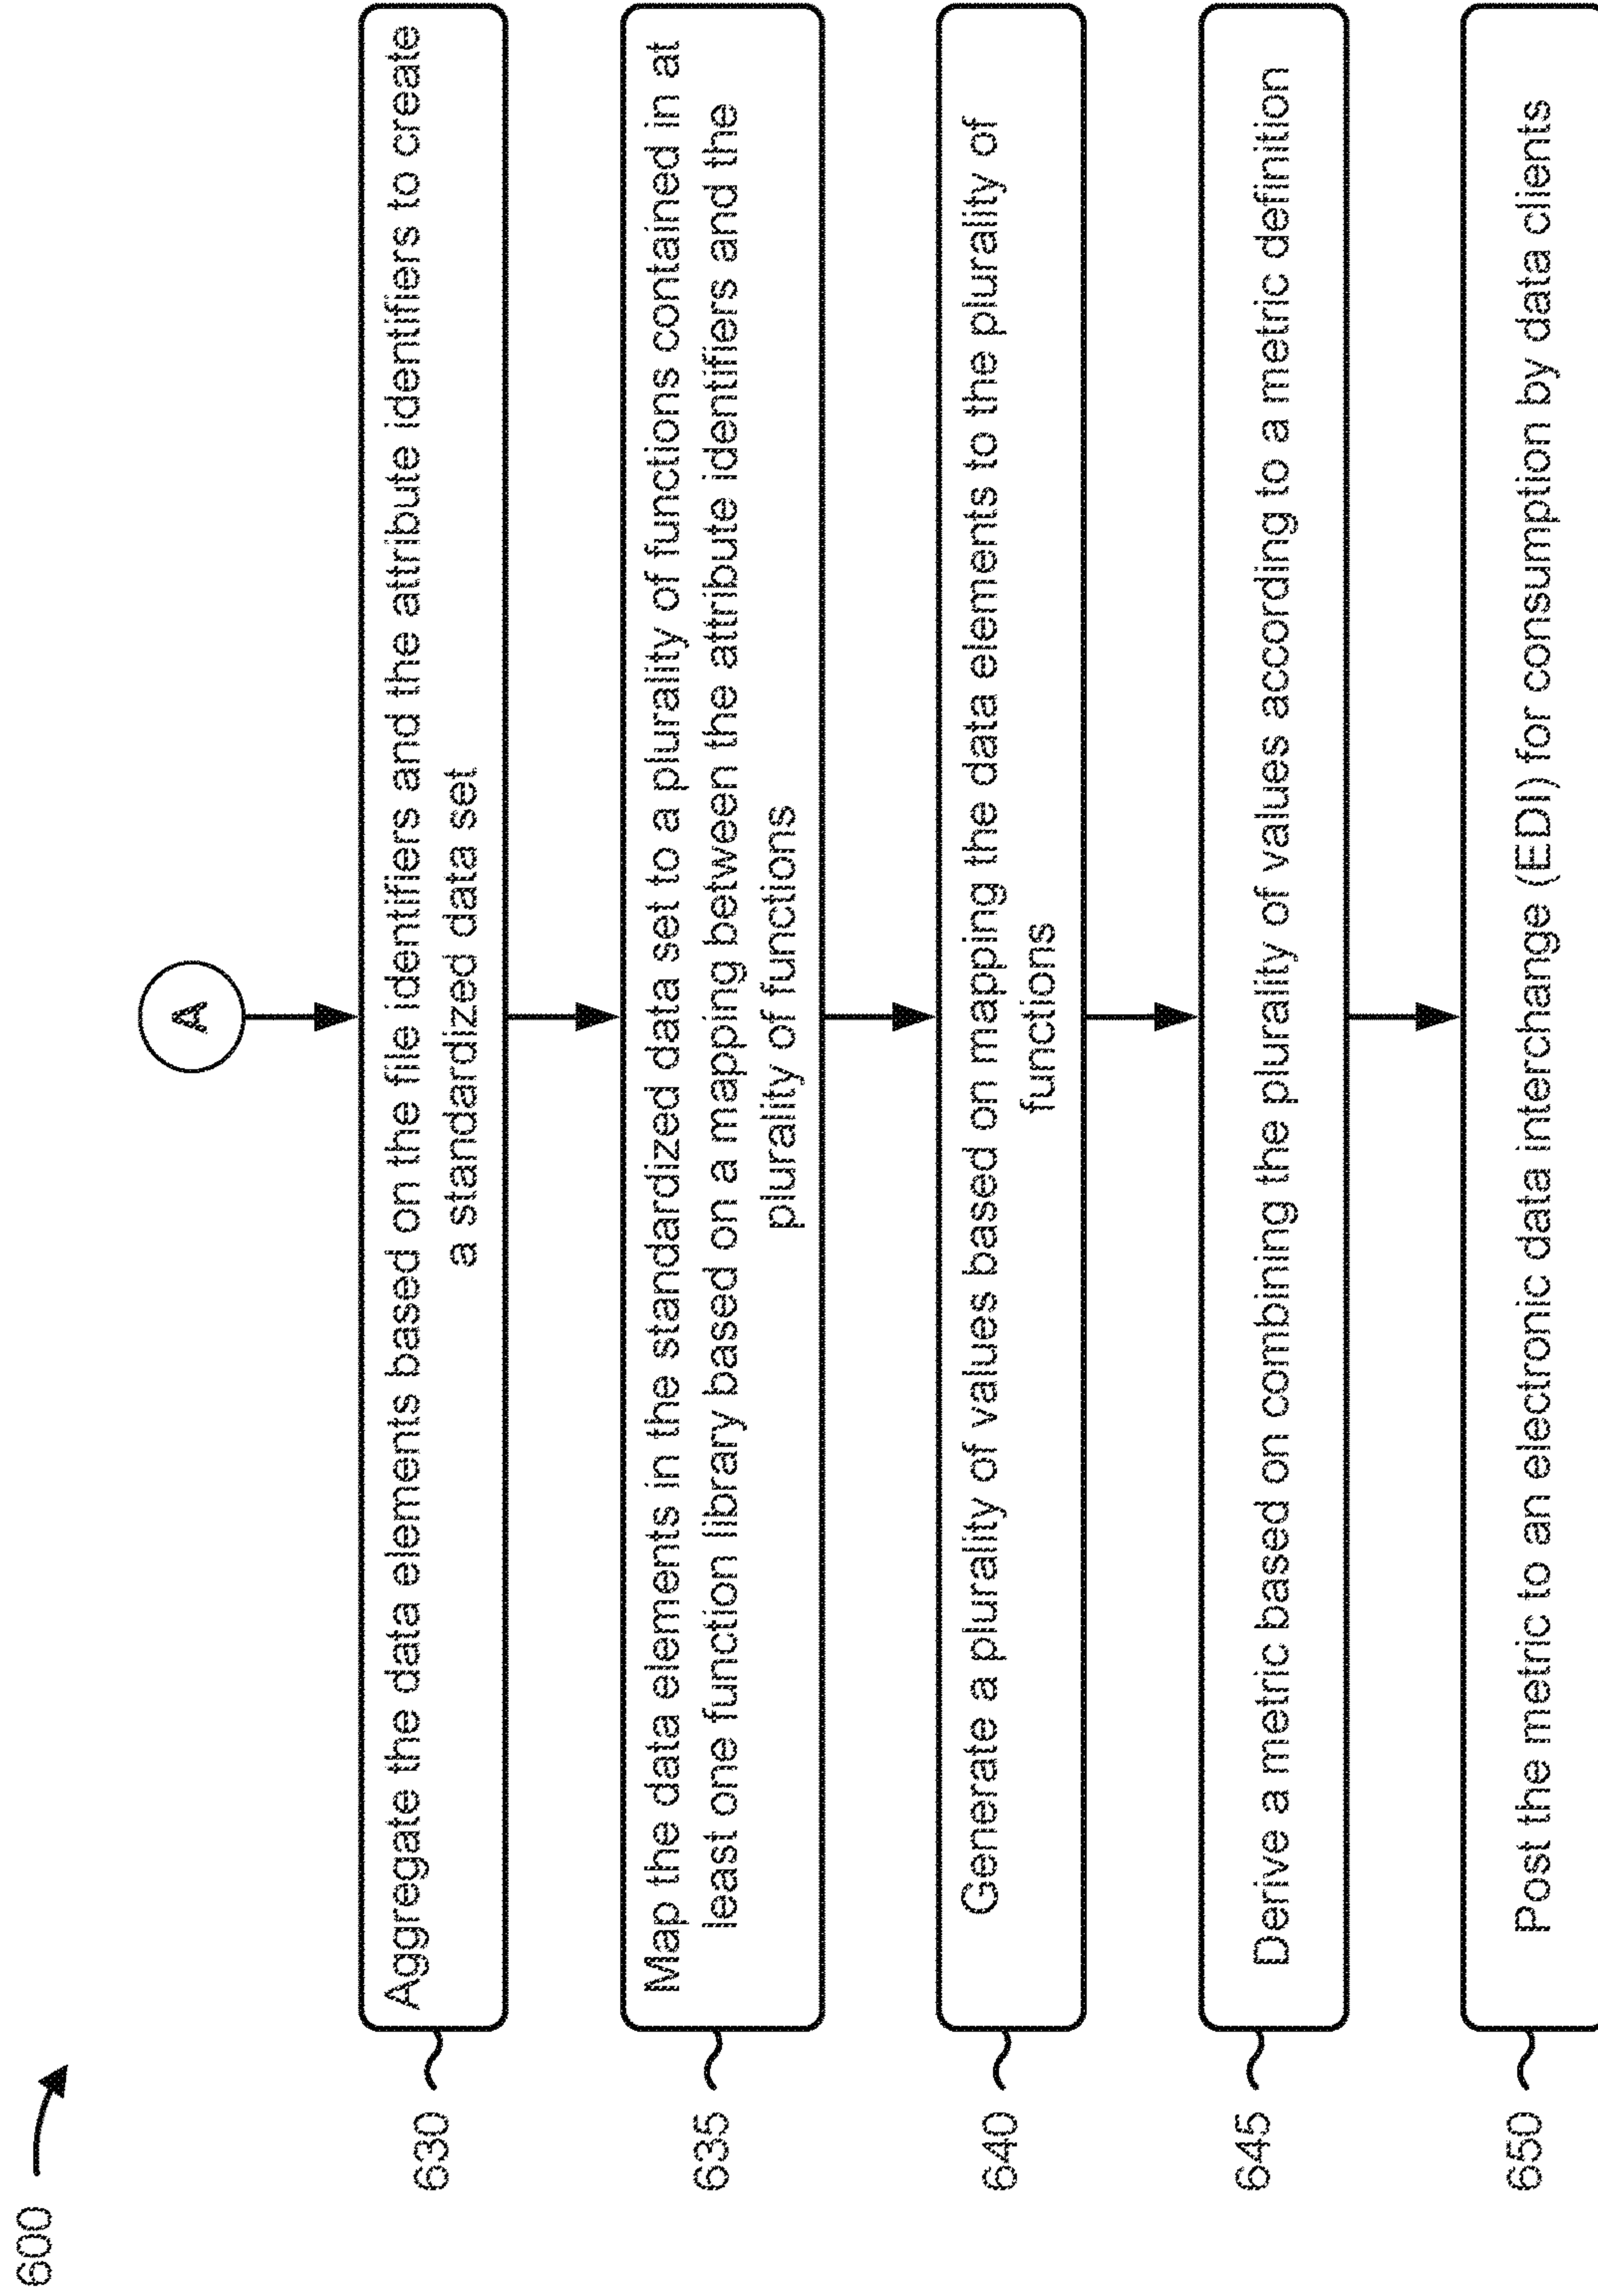 600
A
630
Aggregate the data elements based on the file identifiers and the attribute identifiers to create
a standardized data set
635
Map the data elements in the standardized data set to a plurality of functions contained in at
least one function library based on a mapping between the attribute identifiers and the
plurality of functions
640
Generate a plurality of values based on mapping the data elements to the plurality of
functions
645
Derive a metric based on combining the plurality of values according to a metric definition
650
Post the metric to an electronic data interchange (EDI) for consumption by data clients